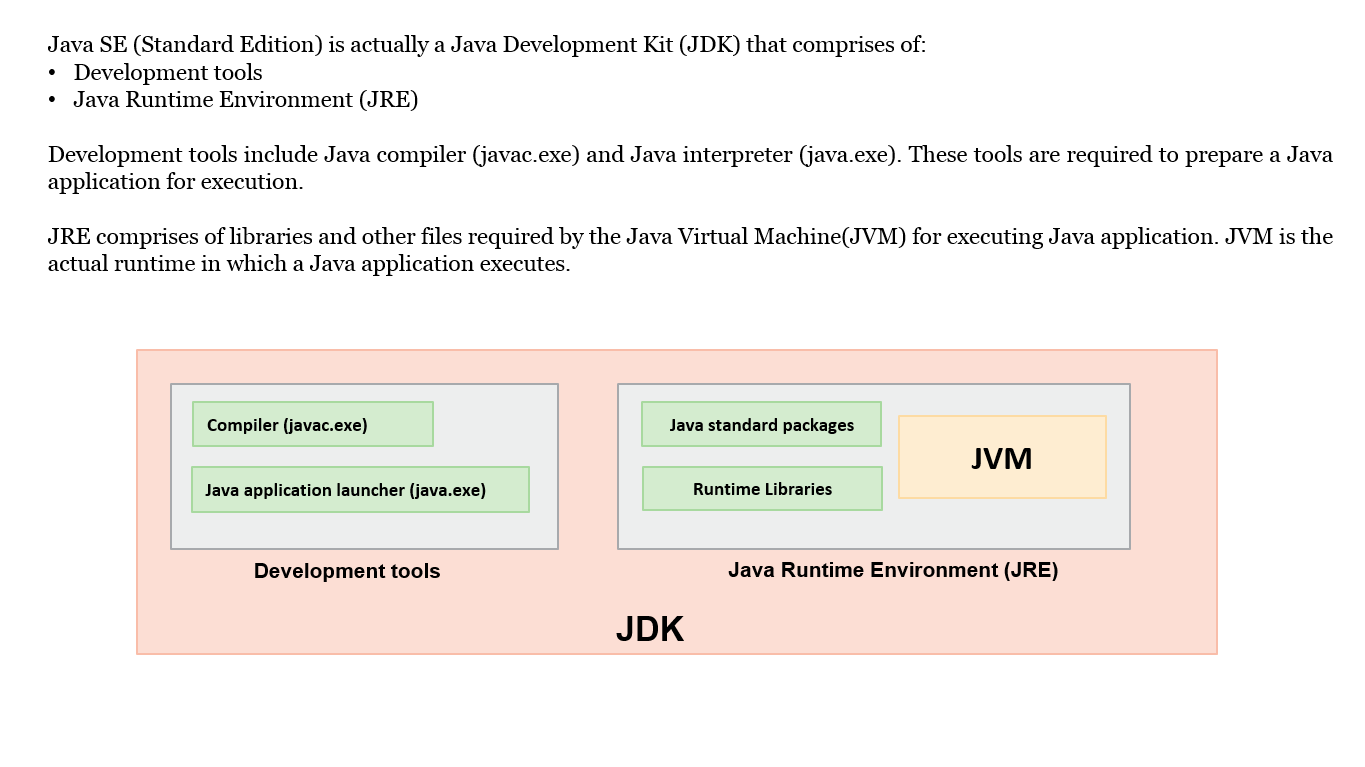 Java SE (Standard Edition) is actually a Java Development Kit (JDK) that comprises of:
• Development tools
• Java Runtime Environment (JRE)
Development tools include Java compiler (javac.exe) and Java interpreter (java.exe). These tools are required to prepare a Java
application for execution.
JRE comprises of libraries and other files required by the Java Virtual Machine(JVM) for executing Java application. JVM is the
actual runtime in which a Java application executes.
Compiler (javac.exe)
Java application launcher (java.exe)
Development tools
Java standard packages
Runtime Libraries
JVM
Java Runtime Environment (JRE)
JDK